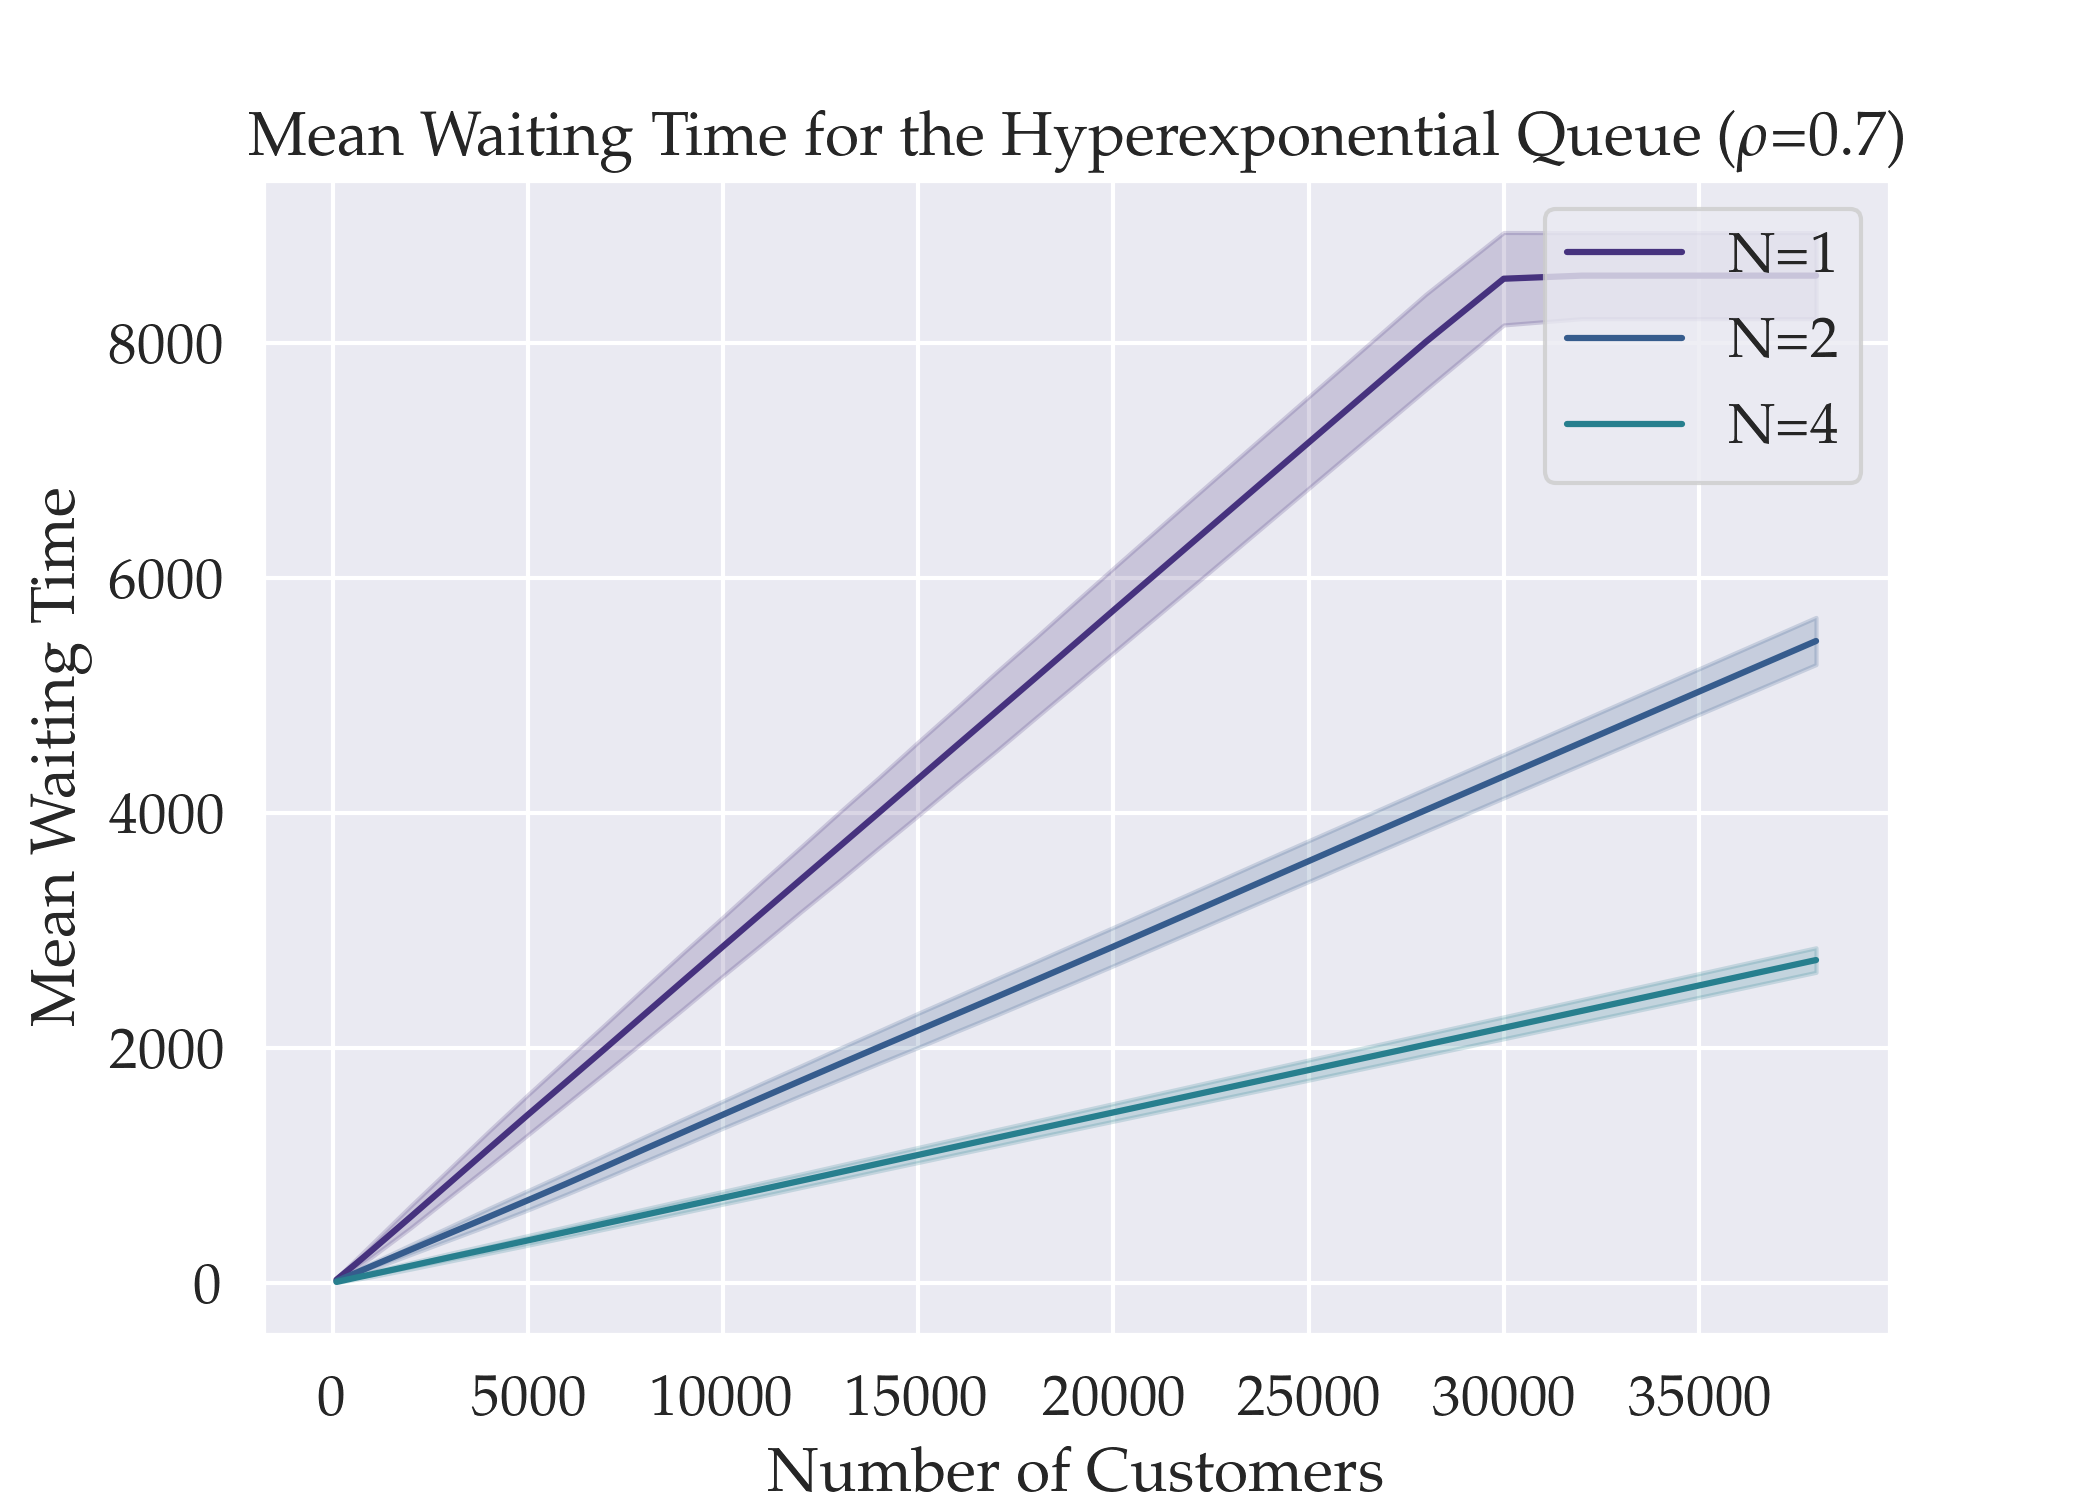 Mean Waiting Time for the Hyperexponential Queue (ρ=0.7)
N=1
N=2
N=4
Mean Waiting Time
8000
6000
4000
2000
0
0 5000 10000 15000 20000 25000 30000 35000
Number of Customers